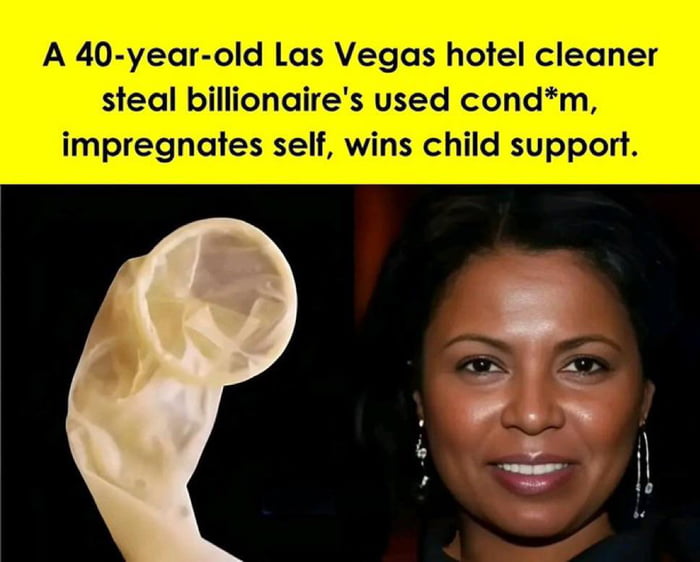 A 40-year-old Las Vegas hotel cleaner
steal billionaire's used cond*m,
impregnates self, wins child support.